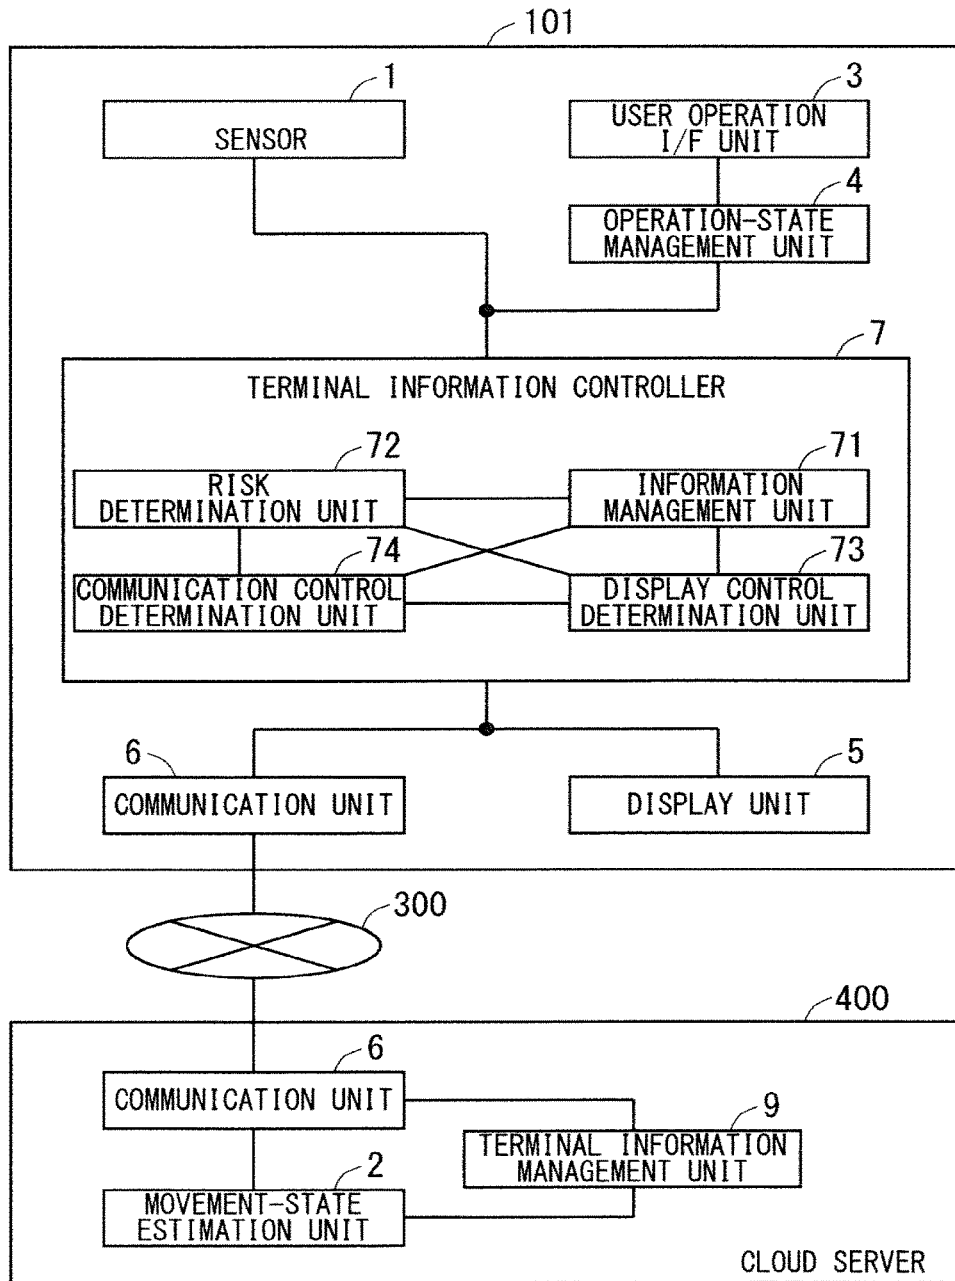 101
1
SENSOR
3
USER OPERATION
I/F UNIT
4
OPERATION-STATE
MANAGEMENT UNIT
7
TERMINAL INFORMATION CONTROLLER
72
RISK
DETERMINATION UNIT
71
INFORMATION
MANAGEMENT UNIT
74
COMMUNICATION CONTROL
DETERMINATION UNIT
73
DISPLAY CONTROL
DETERMINATION UNIT
6
COMMUNICATION UNIT
5
DISPLAY UNIT
300
400
6
COMMUNICATION UNIT
9
TERMINAL INFORMATION
MANAGEMENT UNIT
2
MOVEMENT-STATE
ESTIMATION UNIT
CLOUD SERVER